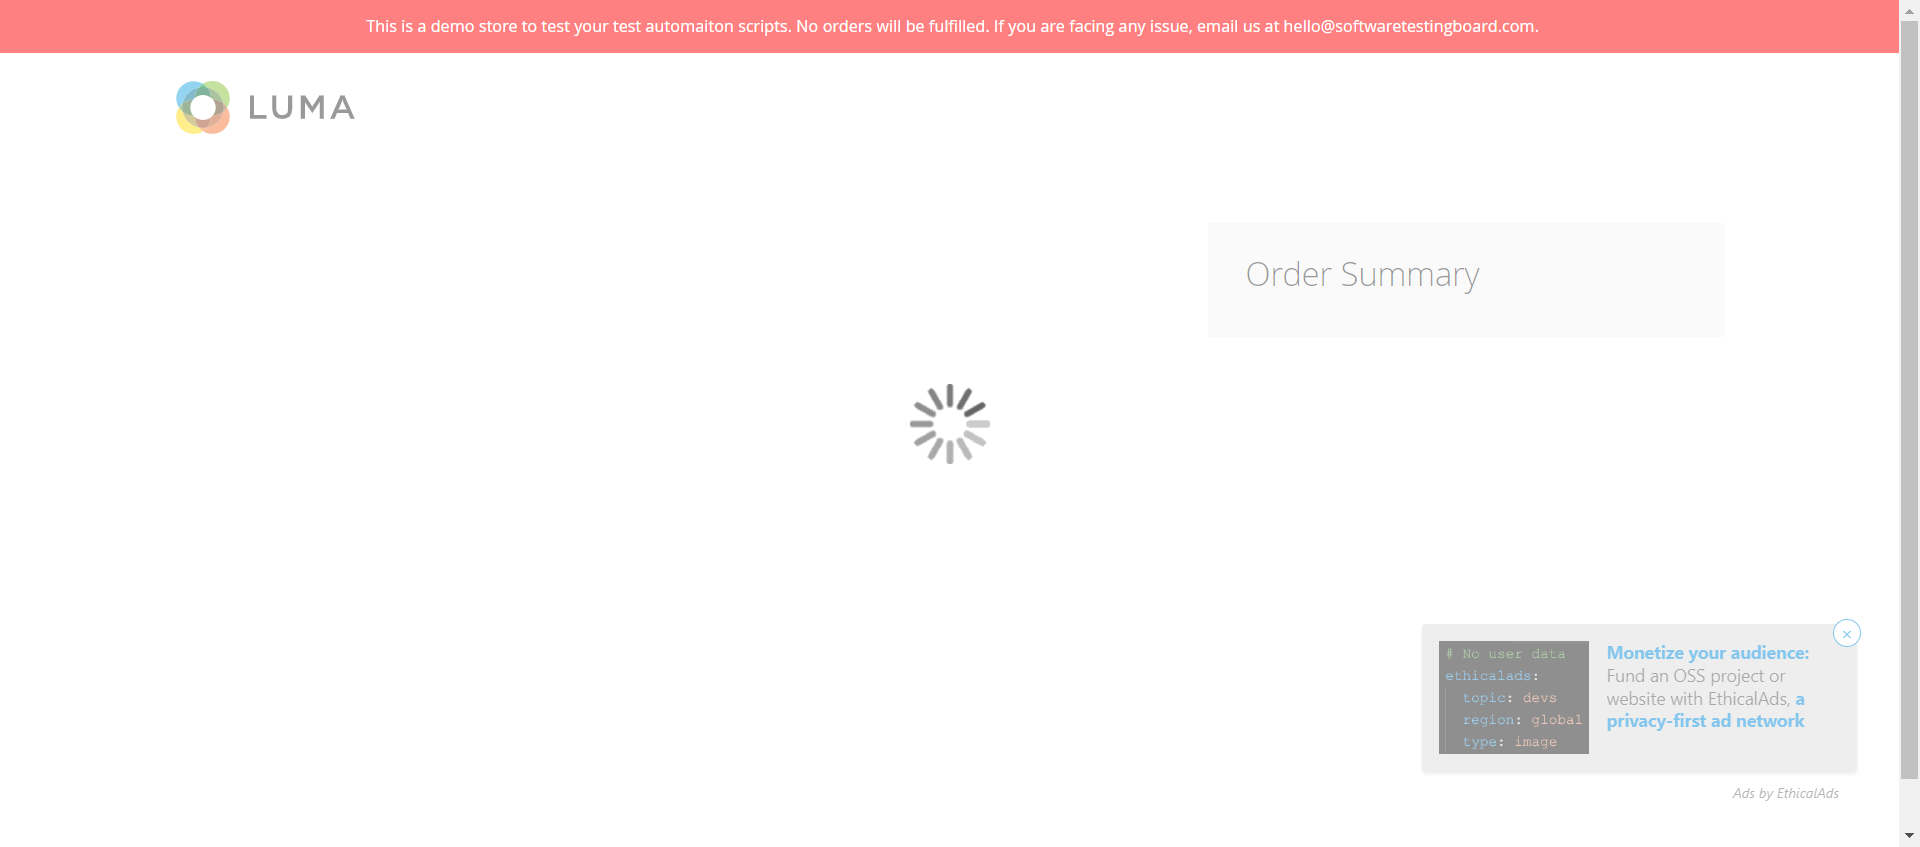 This is a demo store to test your test automaiton scripts. No orders will be fulfilled. If you are facing any issue, email us at hello@softwaretestingboard.com.
LUMA
Order Summary
# No user data
ethicalads:
topic: devs
region: global
type: image
Monetize your audience:
Fund an OSS project or
website with EthicalAds, a
privacy-first ad network
Ads by EthicalAds